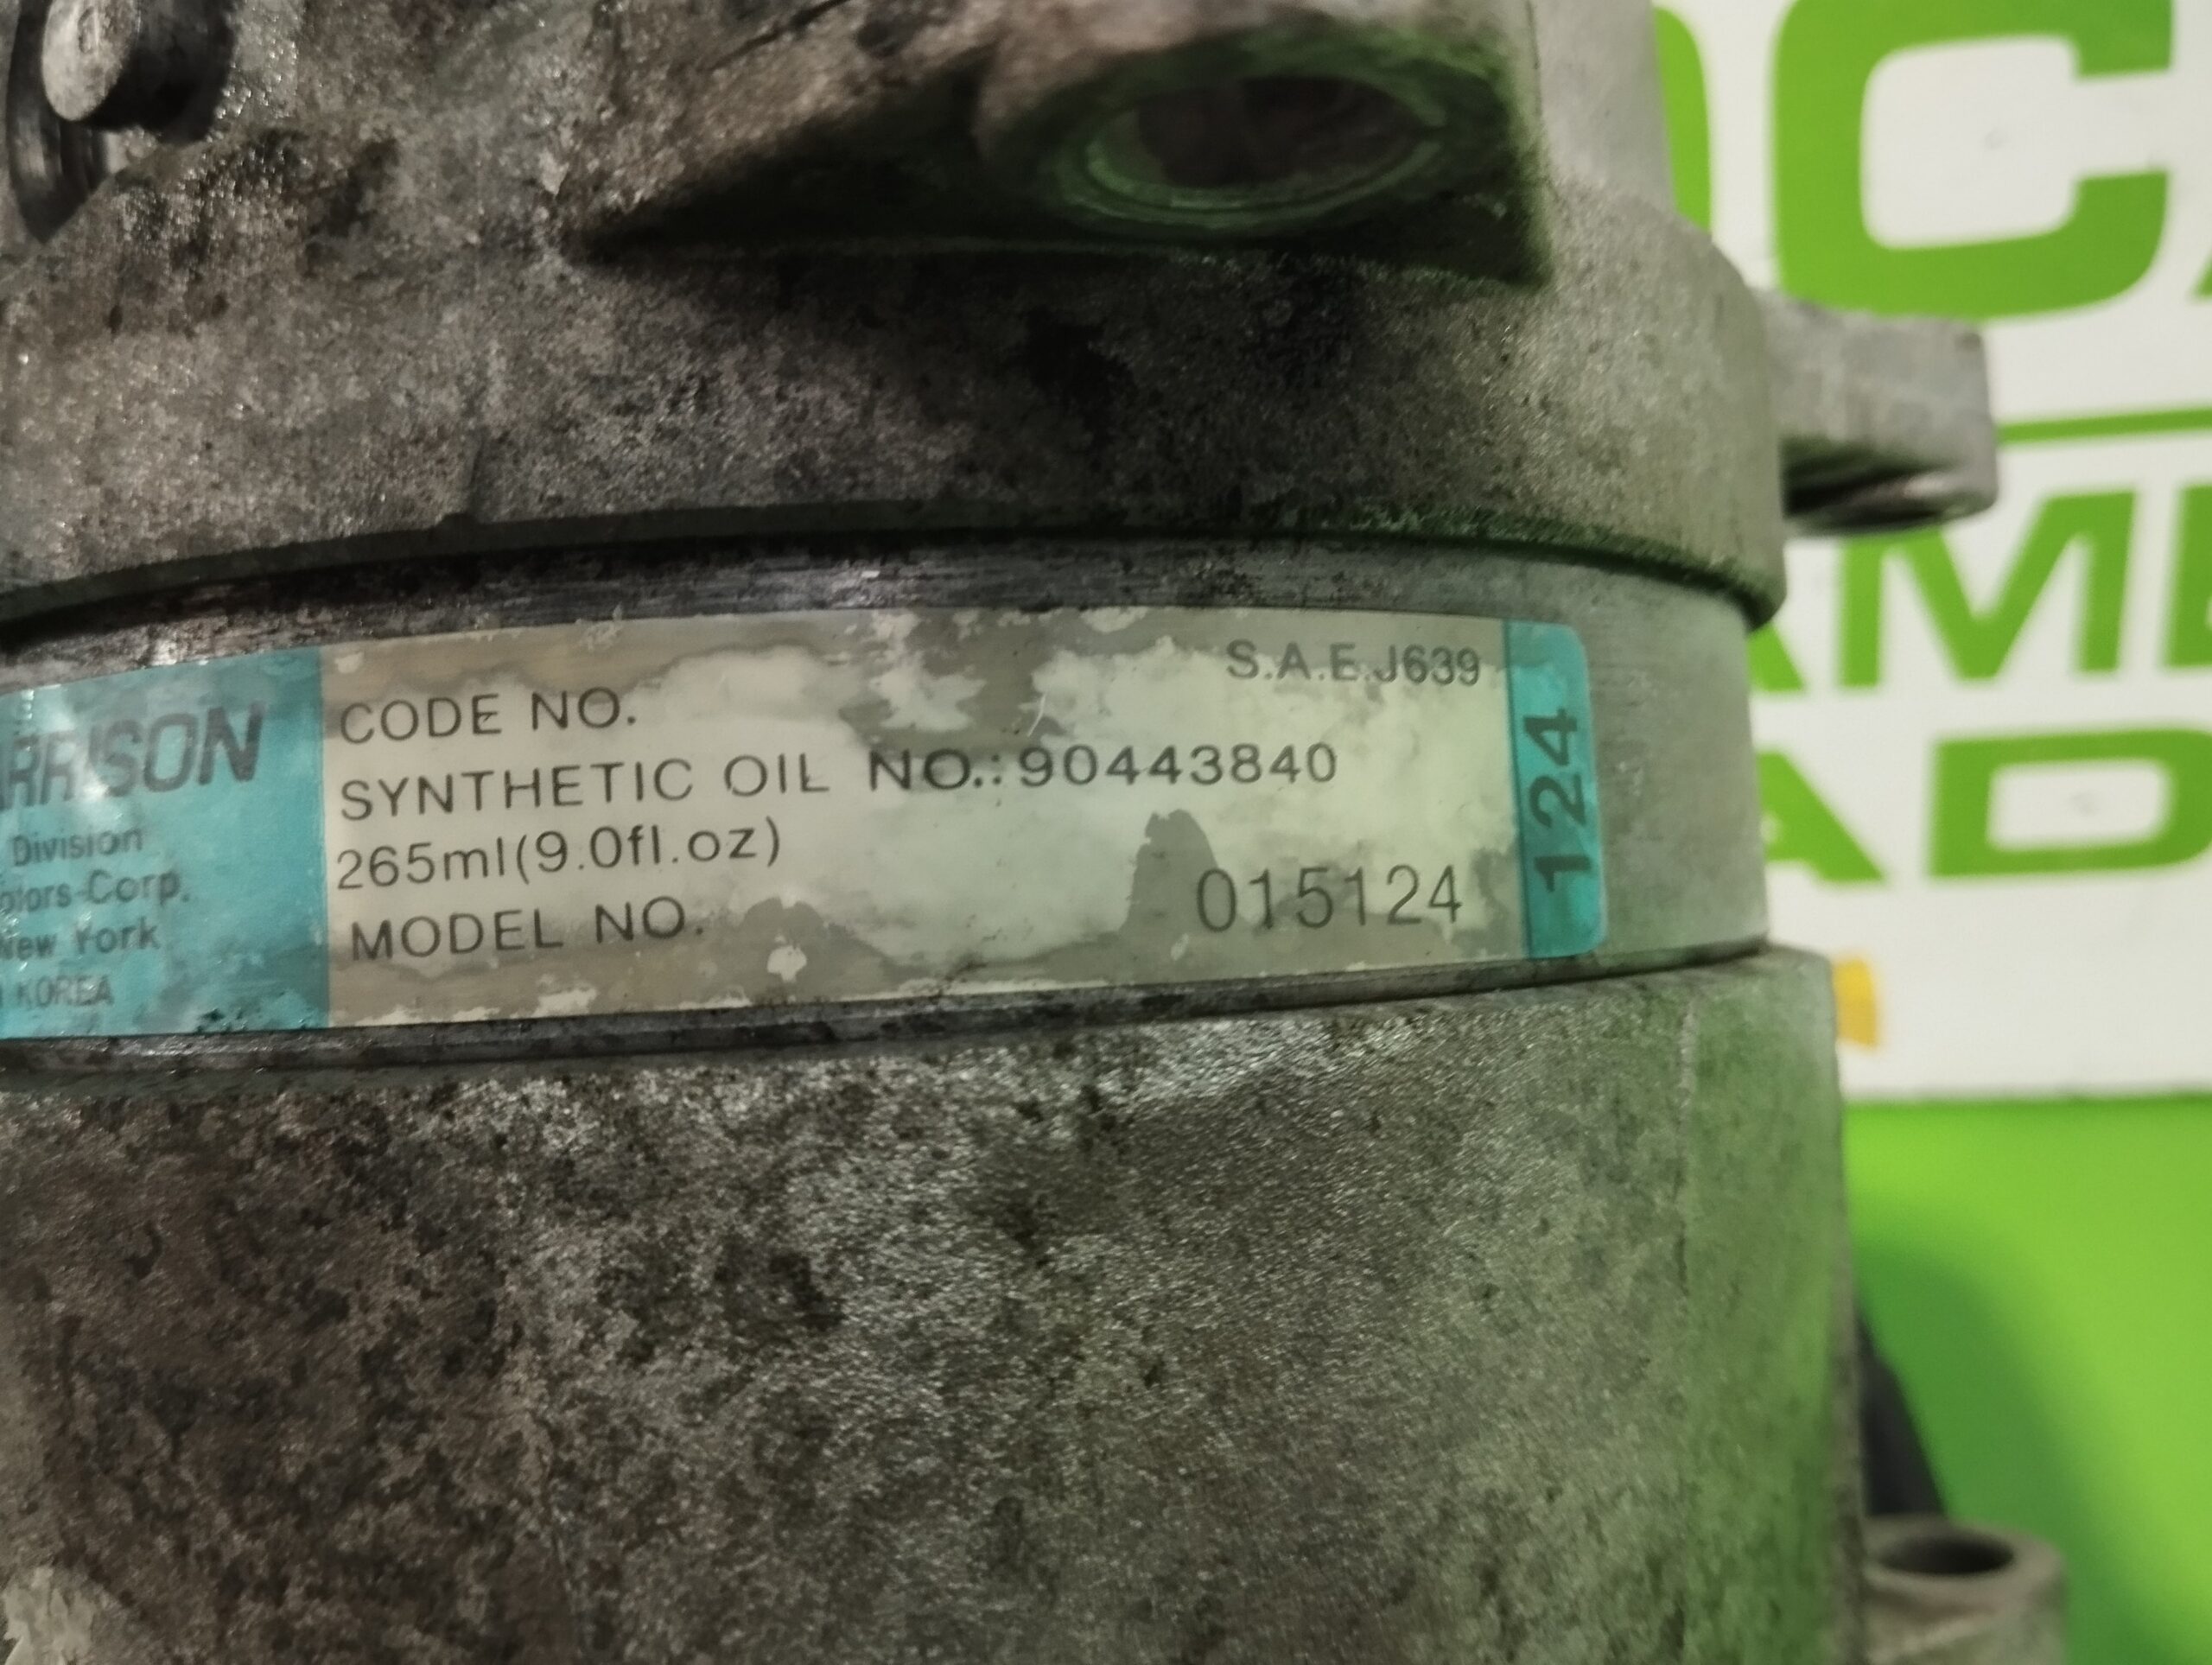 S.A.E.J639
CODE NO.
SYNTHETIC OIL NO.: 90443840
265ml(9.0fl.oz)
MODEL NO.
015124
124
ARRISON
Division
otors Corp.
New York
KOREA